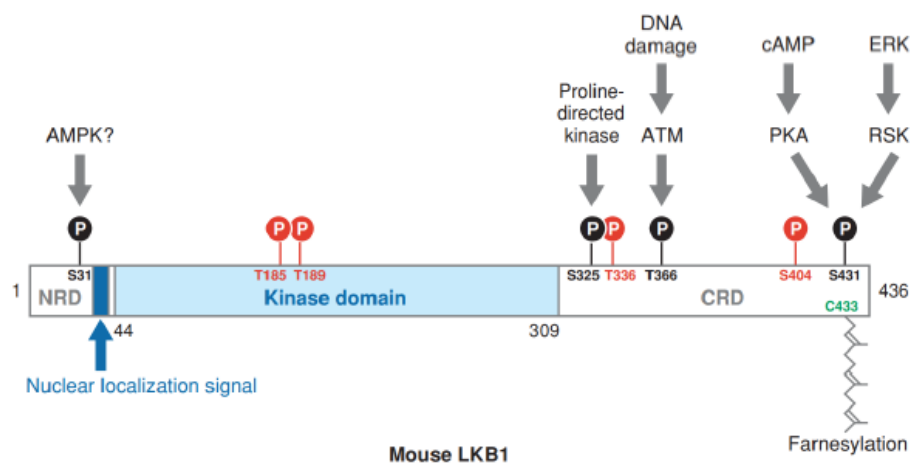 DNA
damage
cAMP
ERK
Proline-
directed
kinase
AMPK?
ATM
PKA
RSK
P
P
P
P
P
P
P
P
S31
T185
T189
S325
T336
T366
S404
S431
1
NRD
Kinase domain
CRD
C433
436
44
309
Nuclear localization signal
Farnesylation
Mouse LKB1